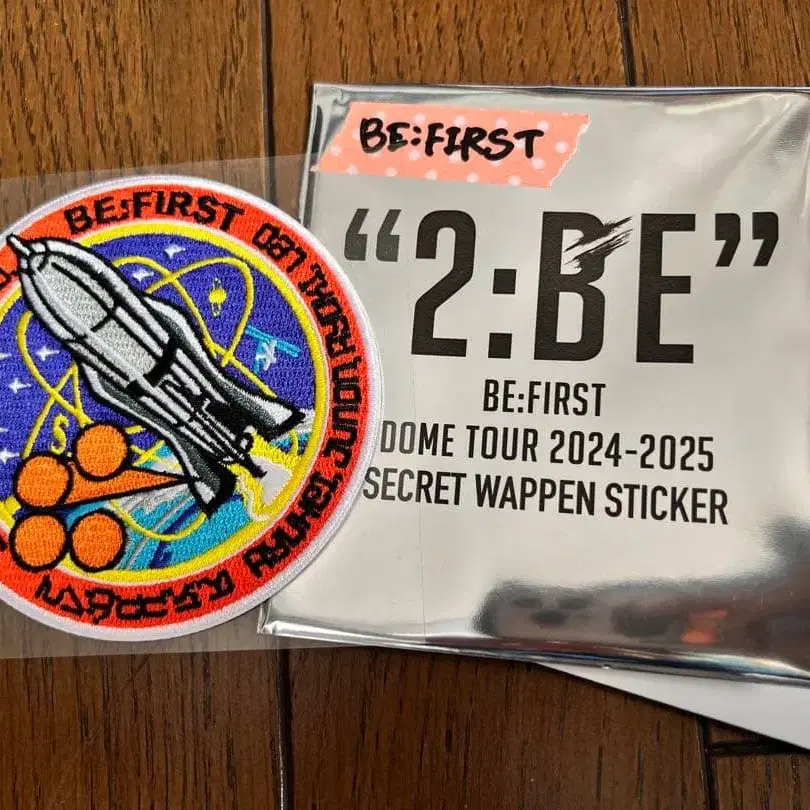 BE:FIRST
"2:BE"
BE:FIRST
DOME TOUR 2024-2025
SECRET WAPPEN STICKER
BE:FIRST
S